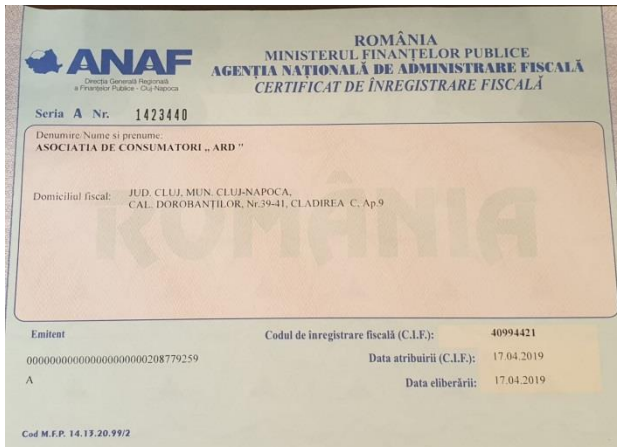 ANAF
Direcția Generală Regională
a Finanțelor Publice - Cluj-Napoca
ROMÂNIA
MINISTERUL FINANȚELOR PUBLICE
AGENȚIA NAȚIONALĂ DE ADMINISTRARE FISCALĂ
CERTIFICAT DE ÎNREGISTRARE FISCALĂ
Seria A Nr. 1423440
Denumire/Nume si prenume:
ASOCIATIA DE CONSUMATORI „ ARD "
Domiciliul fiscal: JUD. CLUJ, MUN. CLUJ-NAPOCA,
CAL. DOROBANȚILOR, Nr.39-41, CLADIREA C, Ap.9
ROMÂNIA
Emitent
Codul de înregistrare fiscală (C.I.F.): 40994421
00000000000000000000208779259
Data atribuirii (C.I.F.): 17.04.2019
A
Data eliberării: 17.04.2019
Cod M.F.P. 14.13.20.99/2